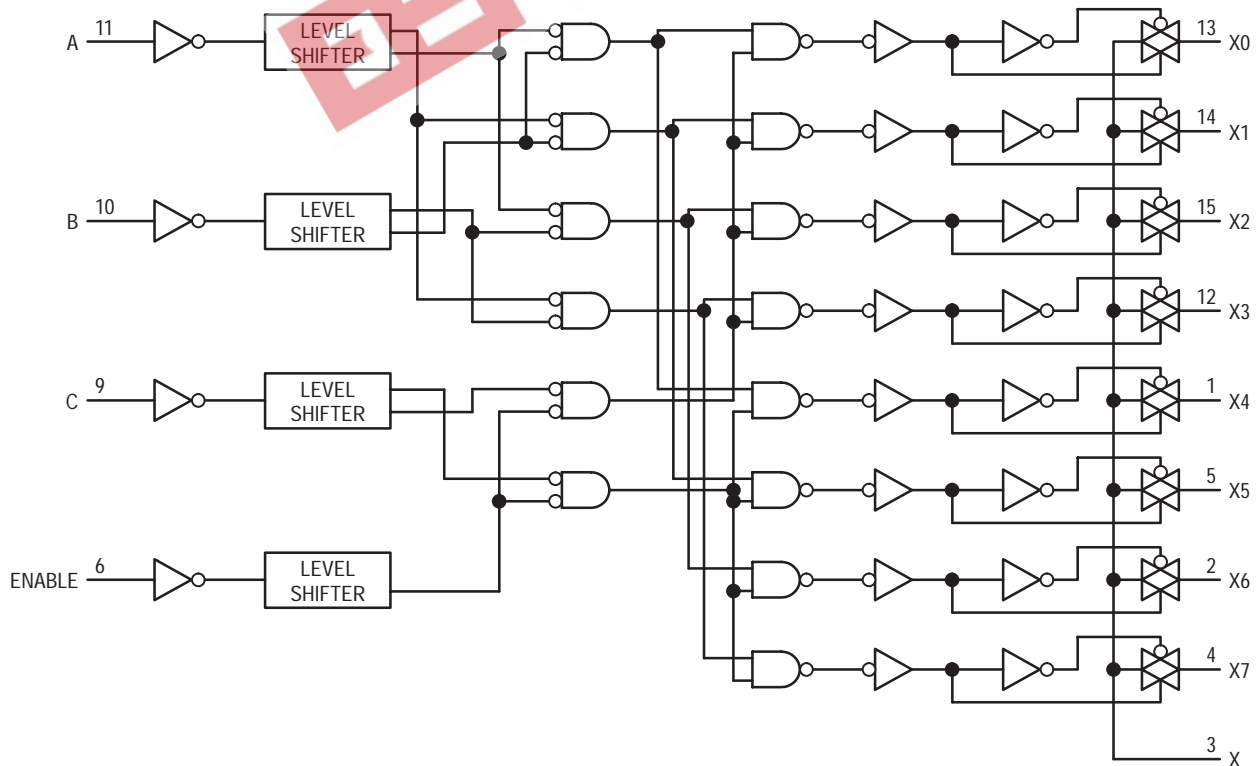 A 11 LEVEL SHIFTER 13 X0
14 X1
B 10 LEVEL SHIFTER 15 X2
12 X3
C 9 LEVEL SHIFTER 1 X4
5 X5
ENABLE 6 LEVEL SHIFTER 2 X6
4 X7
3 X